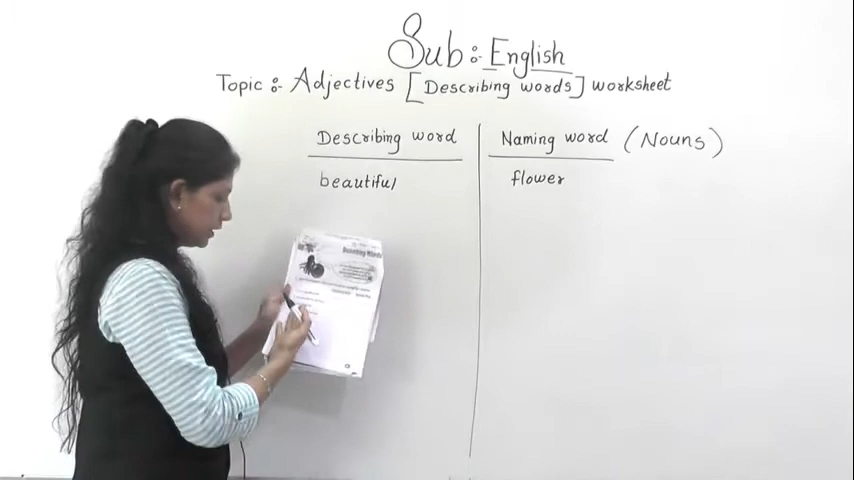 Sub :- English
Topic :- Adjectives [Describing words] worksheet
Describing word
Naming word (Nouns)
beautiful
flower
Describing Words